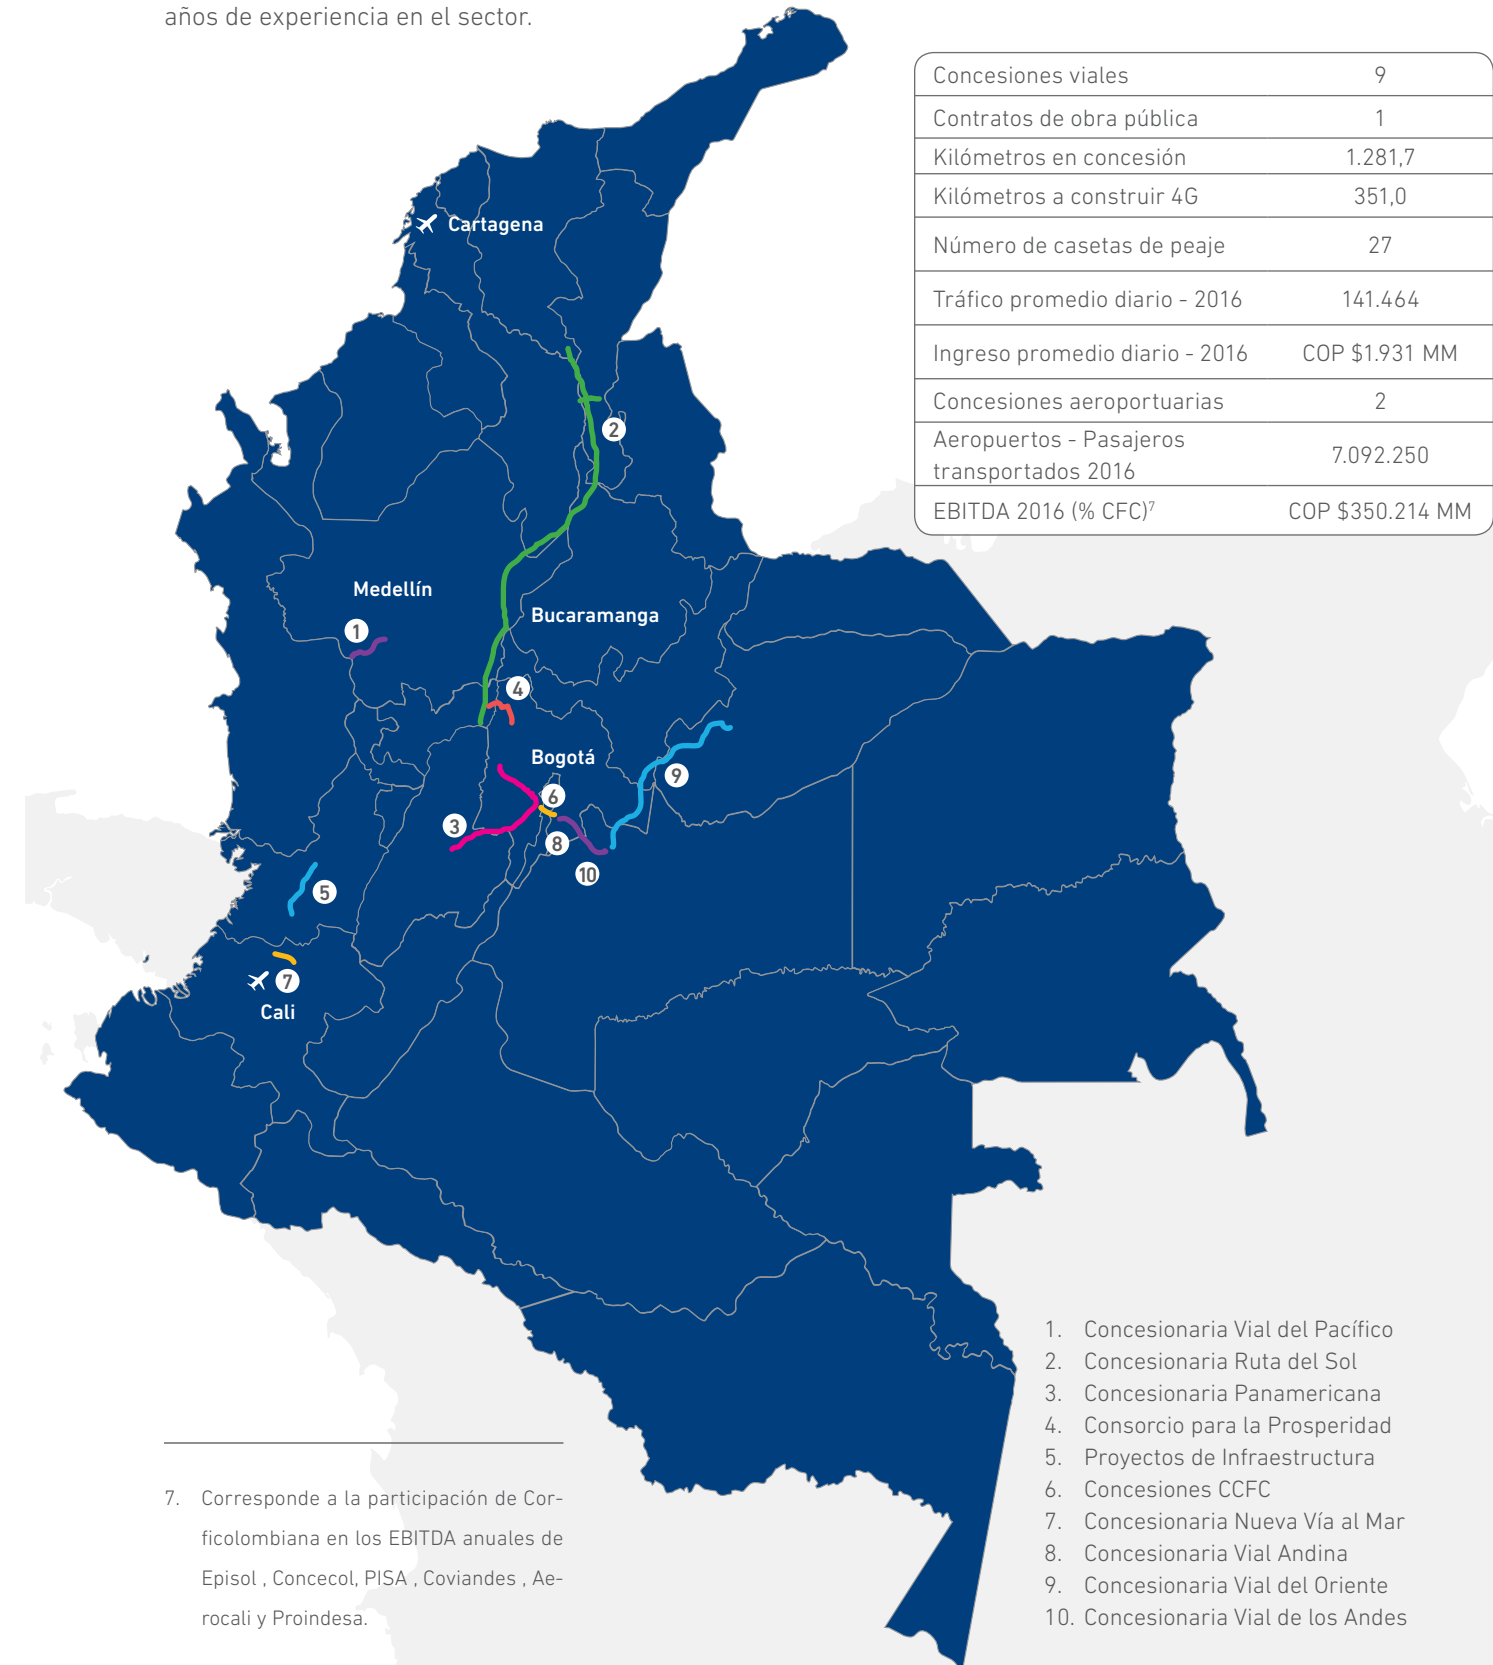 años de experiencia en el sector.
Concesiones viales 9
Contratos de obra pública 1
Kilómetros en concesión 1.281,7
Kilómetros a construir 4G 351,0
Número de casetas de peaje 27
Tráfico promedio diario - 2016 141.464
Ingreso promedio diario - 2016 COP $1.931 MM
Concesiones aeroportuarias 2
Aeropuertos - Pasajeros
transportados 2016 7.092.250
EBITDA 2016 (% CFC)7 COP $350.214 MM
Cartagena
2
Medellín
1
Bucaramanga
4
Bogotá
9
6
3
8
10
5
7
Cali
1. Concesionaria Vial del Pacífico
2. Concesionaria Ruta del Sol
3. Concesionaria Panamericana
4. Consorcio para la Prosperidad
5. Proyectos de Infraestructura
6. Concesiones CCFC
7. Concesionaria Nueva Vía al Mar
8. Concesionaria Vial Andina
9. Concesionaria Vial del Oriente
10. Concesionaria Vial de los Andes
7. Corresponde a la participación de Cor-
ficolombiana en los EBITDA anuales de
Episol , Concecol, PISA , Coviandes , Ae-
rocali y Proindesa.